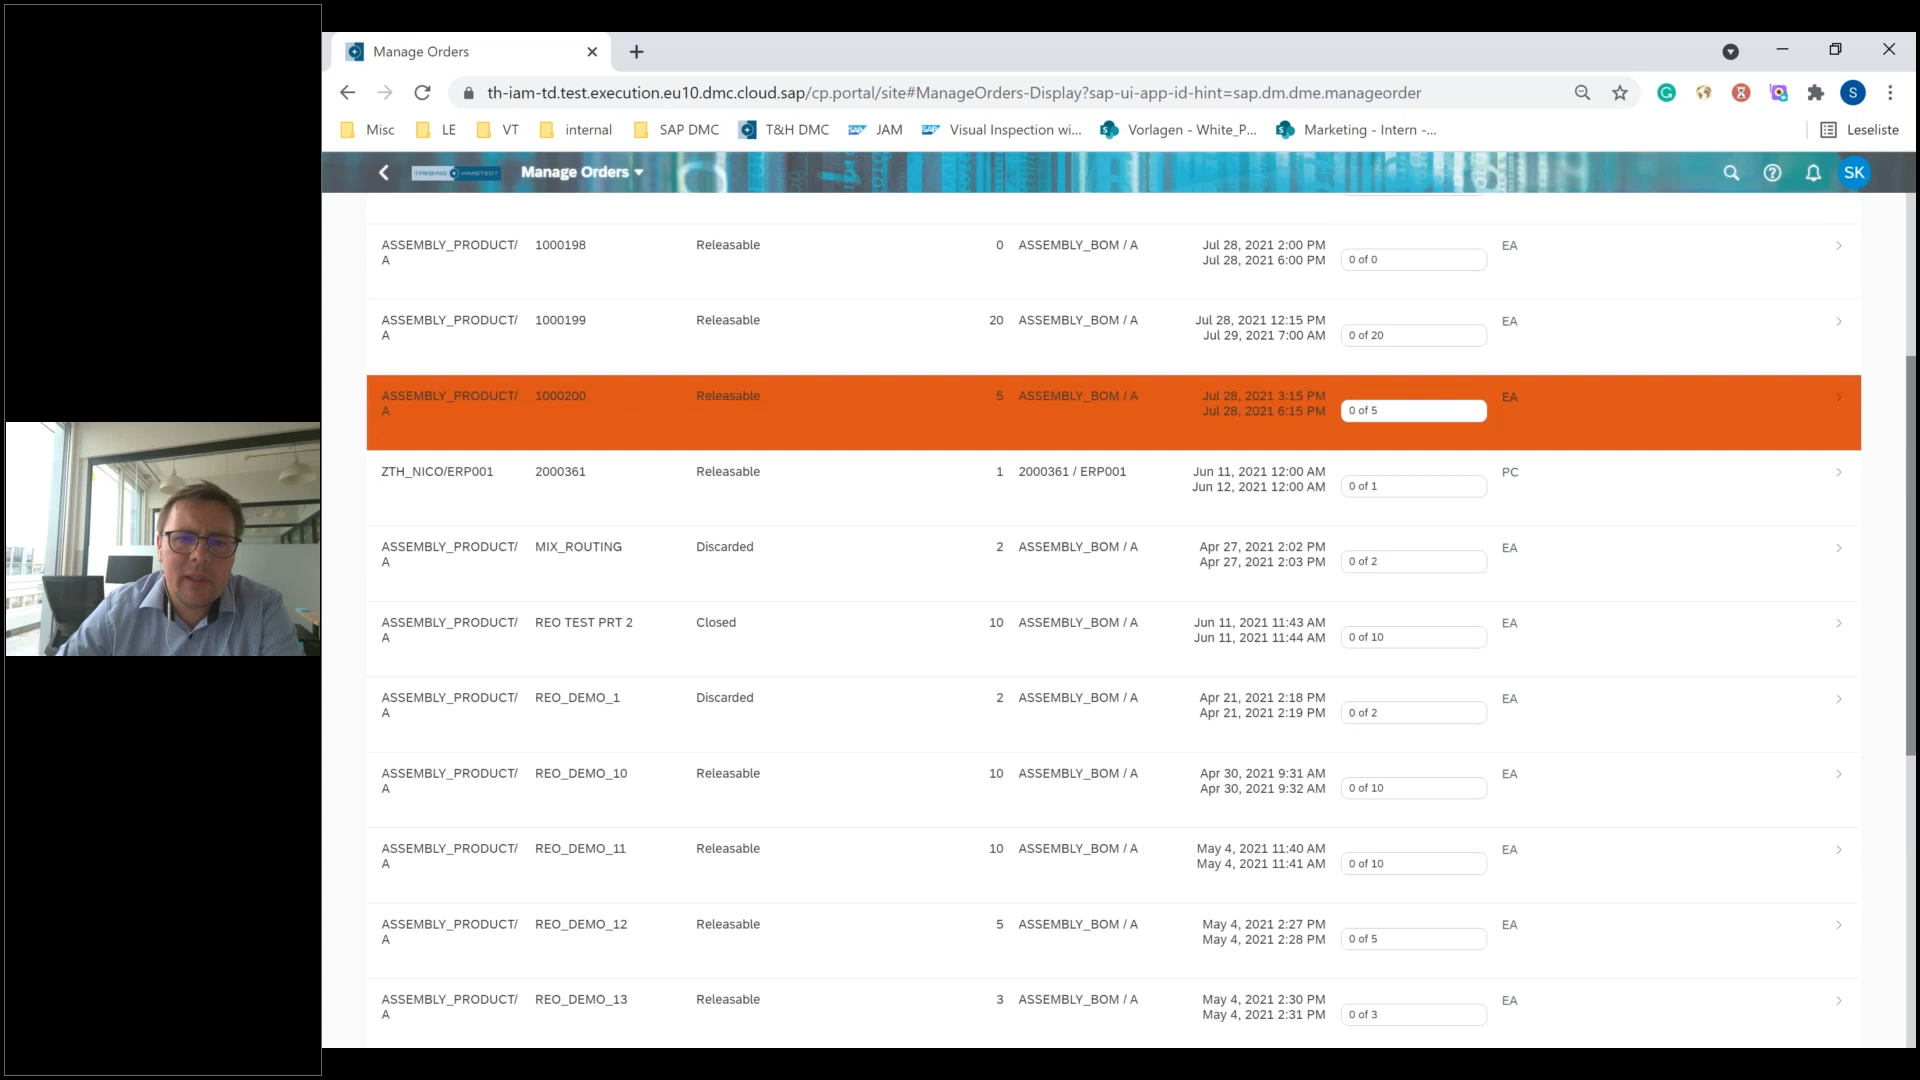 Manage Orders
th-iam-td.test.execution.eu10.dmc.cloud.sap/cp.portal/site#ManageOrders-Display?sap-ui-app-id-hint=sap.dm.dme.manageorder
S
Misc LE VT internal SAP DMC T&H DMC SAP JAM SAP Visual Inspection wi... Vorlagen - White_P... Marketing - Intern -... Leseliste
TREBING HIMSTEDT Manage Orders SK
ASSEMBLY_PRODUCT/ 1000198 Releasable 0 ASSEMBLY_BOM / A Jul 28, 2021 2:00 PM EA
A Jul 28, 2021 6:00 PM 0 of 0
ASSEMBLY_PRODUCT/ 1000199 Releasable 20 ASSEMBLY_BOM / A Jul 28, 2021 12:15 PM EA
A Jul 29, 2021 7:00 AM 0 of 20
ASSEMBLY_PRODUCT/ 1000200 Releasable 5 ASSEMBLY_BOM / A Jul 28, 2021 3:15 PM EA
A Jul 28, 2021 6:15 PM 0 of 5
ZTH_NICO/ERP001 2000361 Releasable 1 2000361 / ERP001 Jun 11, 2021 12:00 AM PC
Jun 12, 2021 12:00 AM 0 of 1
ASSEMBLY_PRODUCT/ MIX_ROUTING Discarded 2 ASSEMBLY_BOM / A Apr 27, 2021 2:02 PM EA
A Apr 27, 2021 2:03 PM 0 of 2
ASSEMBLY_PRODUCT/ REO TEST PRT 2 Closed 10 ASSEMBLY_BOM / A Jun 11, 2021 11:43 AM EA
A Jun 11, 2021 11:44 AM 0 of 10
ASSEMBLY_PRODUCT/ REO_DEMO_1 Discarded 2 ASSEMBLY_BOM / A Apr 21, 2021 2:18 PM EA
A Apr 21, 2021 2:19 PM 0 of 2
ASSEMBLY_PRODUCT/ REO_DEMO_10 Releasable 10 ASSEMBLY_BOM / A Apr 30, 2021 9:31 AM EA
A Apr 30, 2021 9:32 AM 0 of 10
ASSEMBLY_PRODUCT/ REO_DEMO_11 Releasable 10 ASSEMBLY_BOM / A May 4, 2021 11:40 AM EA
A May 4, 2021 11:41 AM 0 of 10
ASSEMBLY_PRODUCT/ REO_DEMO_12 Releasable 5 ASSEMBLY_BOM / A May 4, 2021 2:27 PM EA
A May 4, 2021 2:28 PM 0 of 5
ASSEMBLY_PRODUCT/ REO_DEMO_13 Releasable 3 ASSEMBLY_BOM / A May 4, 2021 2:30 PM EA
A May 4, 2021 2:31 PM 0 of 3